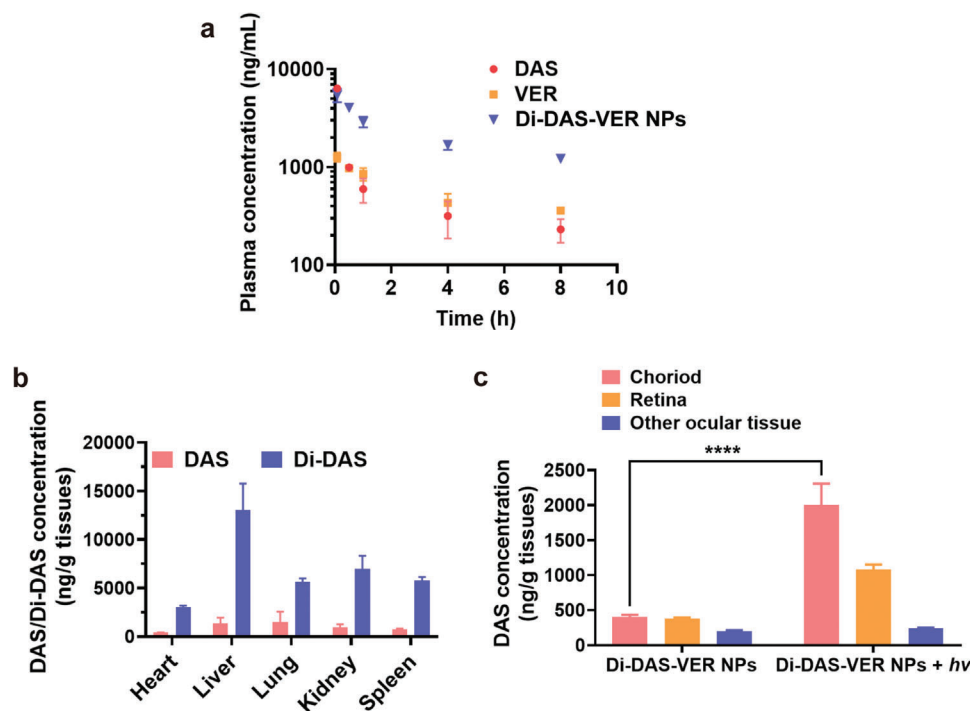 a
Plasma concentration (ng/mL)
10000
1000
100
0
2
4
6
8
10
Time (h)
DAS
VER
Di-DAS-VER NPs
b
DAS/Di-DAS concentration
(ng/g tissues)
20000
15000
10000
5000
0
DAS
Di-DAS
Heart
Liver
Lung
Kidney
Spleen
c
Choriod
Retina
Other ocular tissue
****
DAS concentration
(ng/g tissues)
2500
2000
1500
1000
500
0
Di-DAS-VER NPs
Di-DAS-VER NPs + hv